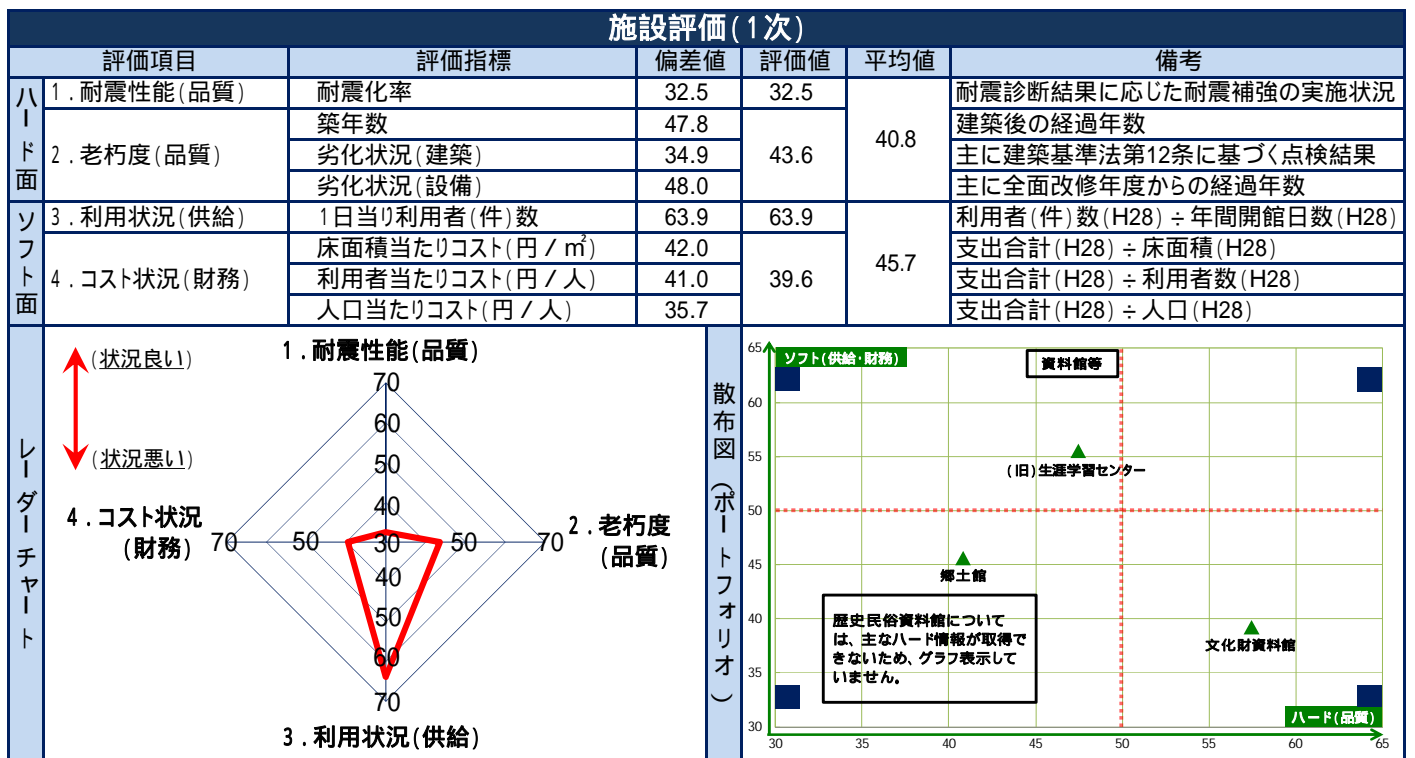 施設評価(1次)
評価項目 評価指標 偏差値 評価値 平均値 備考
ハード面
1．耐震性能(品質) 耐震化率 32.5 32.5 40.8 耐震診断結果に応じた耐震補強の実施状況
2．老朽度(品質) 築年数 47.8 43.6 建築後の経過年数
劣化状況(建築) 34.9 主に建築基準法第12条に基づく点検結果
劣化状況(設備) 48.0 主に全面改修年度からの経過年数
ソフト面
3．利用状況(供給) 1日当り利用者(件)数 63.9 63.9 45.7 利用者(件)数(H28)÷年間開館日数(H28)
4．コスト状況(財務) 床面積当たりコスト(円／㎡) 42.0 39.6 支出合計(H28)÷床面積(H28)
利用者当たりコスト(円／人) 41.0 支出合計(H28)÷利用者数(H28)
人口当たりコスト(円／人) 35.7 支出合計(H28)÷人口(H28)
レーダーチャート
(状況良い)
(状況悪い)
1．耐震性能(品質)
70
60
50
40
30
2．老朽度
(品質)
50
70
40
50
60
70
3．利用状況(供給)
4．コスト状況
(財務)
70
50
散布図(ポートフォリオ)
ソフト(供給･財務)
資料館等
65
60
55
50
45
40
35
30
(旧)生涯学習センター
郷土館
文化財資料館
歴史民俗資料館について
は、主なハード情報が取得で
きないため、グラフ表示して
いません。
ハード(品質)
30 35 40 45 50 55 60 65